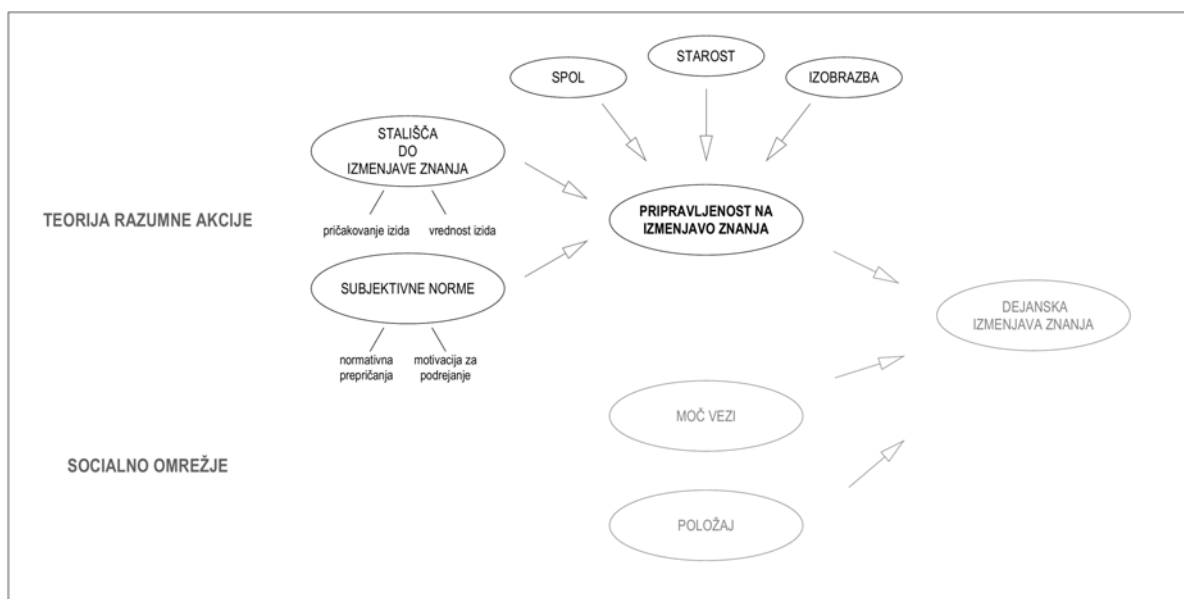 STAROST
SPOL
IZOBRAZBA
STALIŠČA
DO
IZMENJAVE ZNANJA
TEORIJA RAZUMNE AKCIJE
pričakovanje izida
vrednost izida
PRIPRAVLJENOST NA
IZMENJAVO ZNANJA
SUBJEKTIVNE NORME
normativna
prepričanja
motivacija za
podrejanje
DEJANSKA
IZMENJAVA ZNANJA
MOČ VEZI
SOCIALNO OMREŽJE
POLOŽAJ